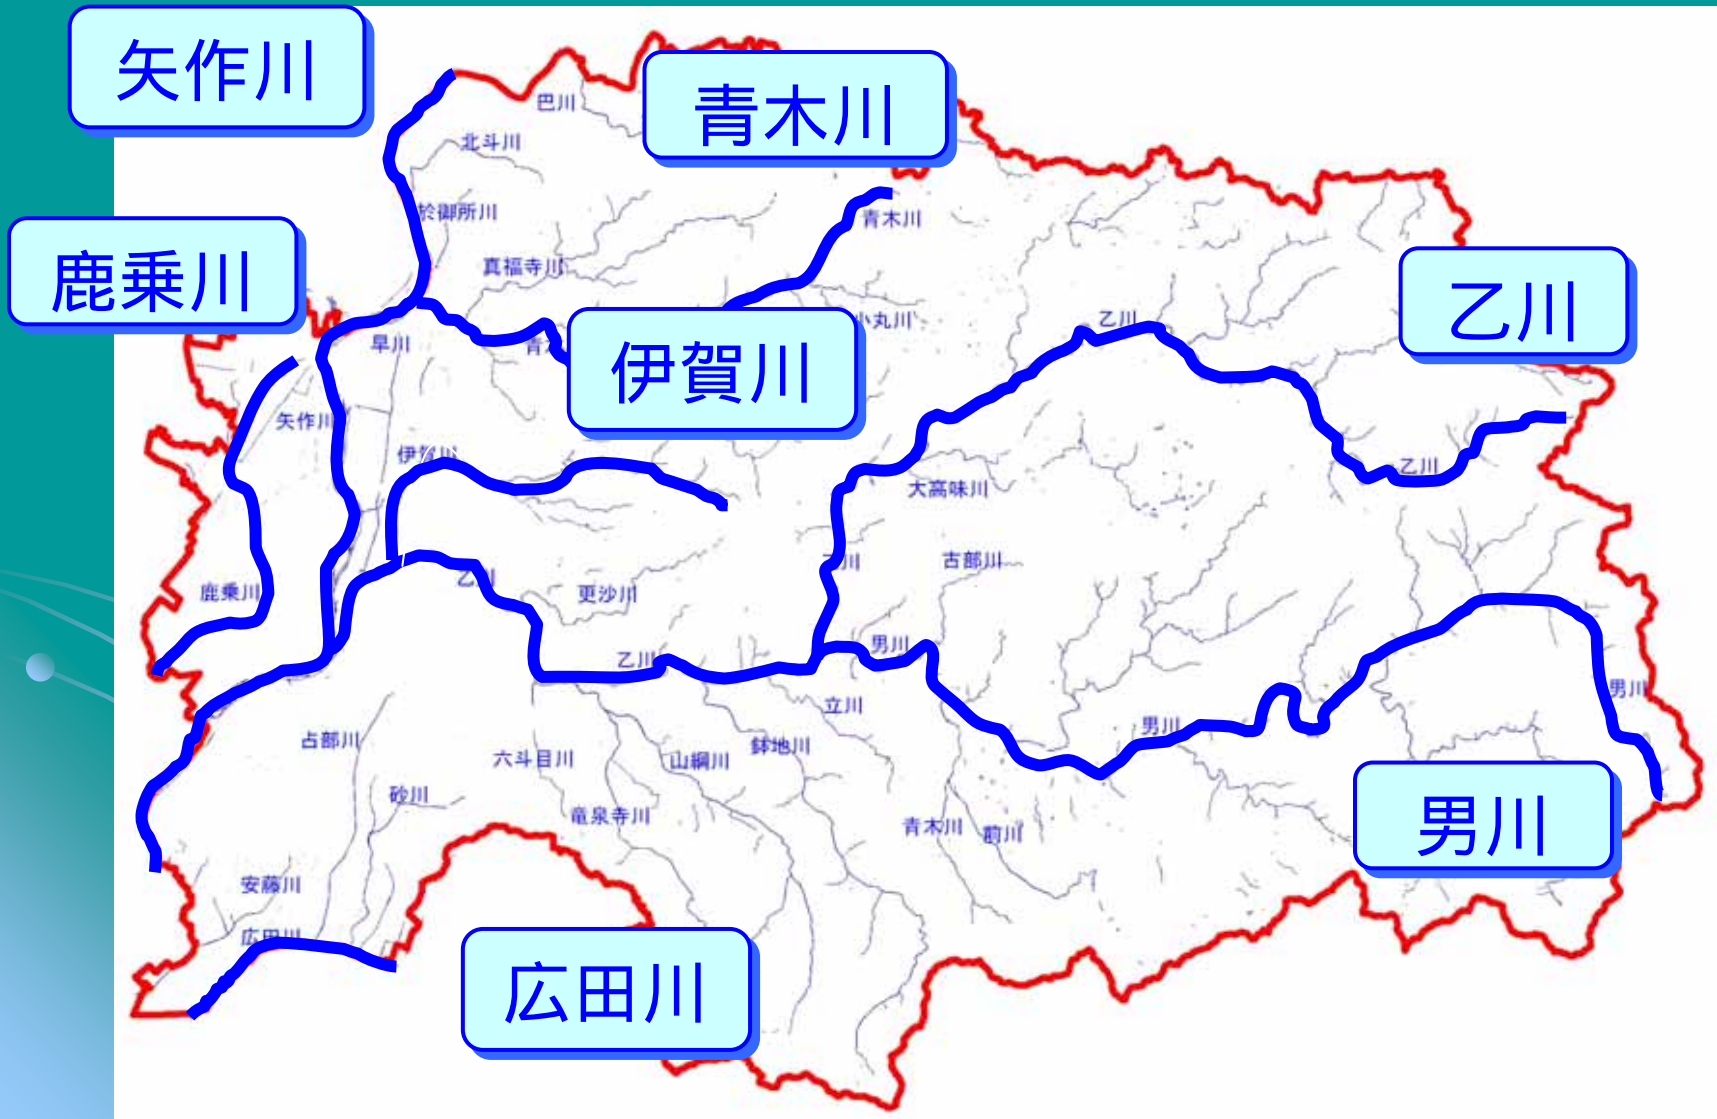 矢作川
青木川
巴川
北斗川
於御所川
青木川
鹿乗川
真福寺川
乙川
小丸川
乙川
早川
伊賀川
矢作川
伊賀川
乙川
大高味川
古部川
鹿乗川
乙川
更沙川
男川
乙川
男川
立川
男川
占部川
鉢地川
六斗目川
山綱川
砂川
男川
竜泉寺川
青木川
前川
安藤川
広田川
広田川